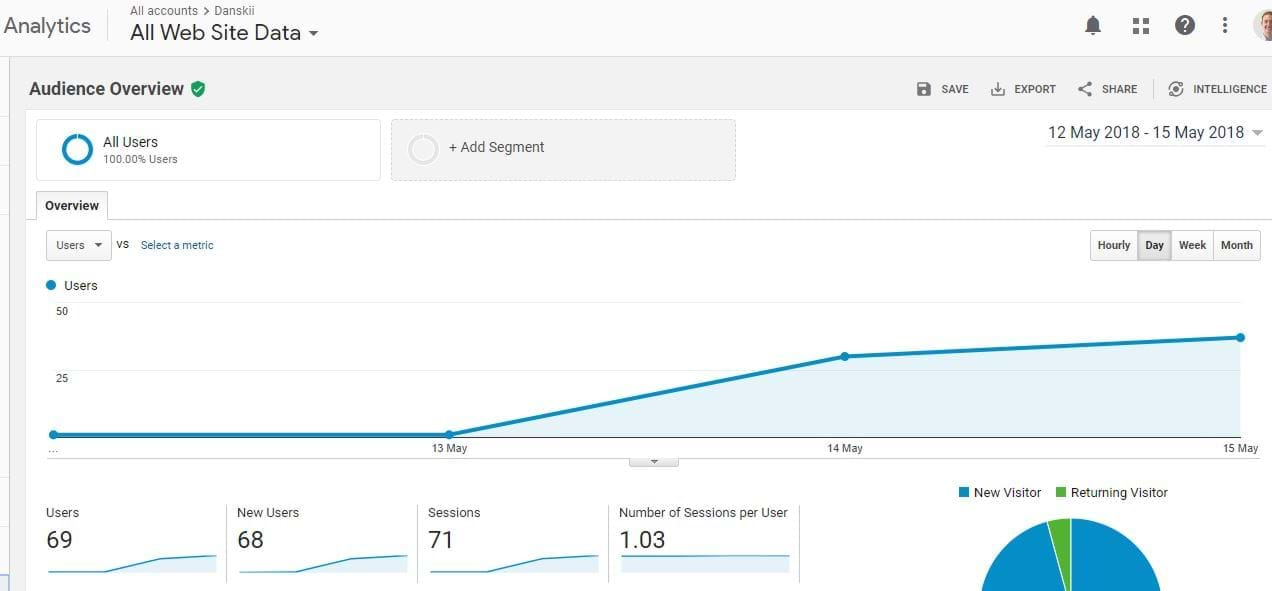 Analytics
All accounts > Danskii
All Web Site Data
Audience Overview
SAVE
EXPORT
SHARE
INTELLIGENCE
All Users
100.00% Users
+ Add Segment
12 May 2018 - 15 May 2018
Overview
Users
VS
Select a metric
Hourly
Day
Week
Month
Users
50
25
...
13 May
14 May
15 May
New Visitor
Returning Visitor
Users
69
New Users
68
Sessions
71
Number of Sessions per User
1.03